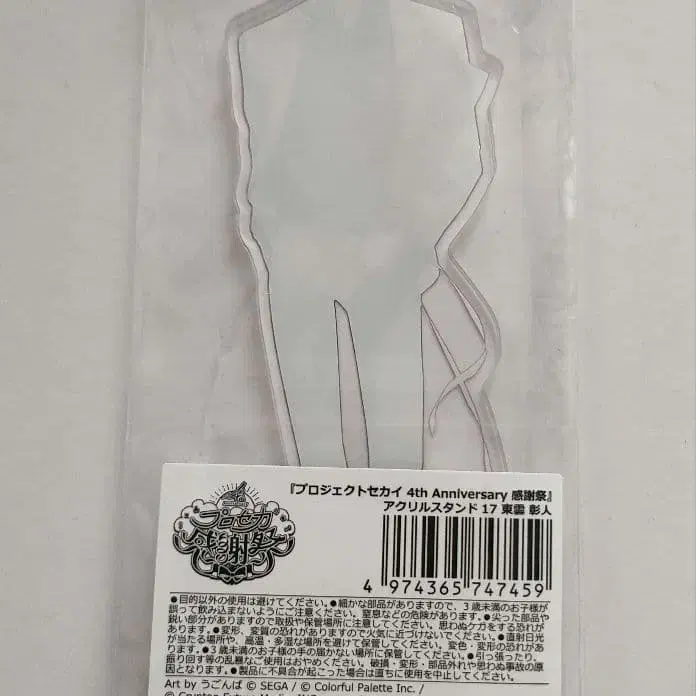 プロセカ
感謝祭
『プロジェクトセカイ 4th Anniversary 感謝祭』
アクリルスタンド 17 東雲 彰人
4 974365 747459
●目的以外の使用は避けてください。●細かな部品がありますので、3歳未満のお子様が
誤って飲み込まないようにご注意ください。窒息などの危険があります。●尖った部品や
鋭い部分がありますので取扱や保管場所に注意してください。思わぬケガをする恐れが
あります。●変形、変質の恐れがありますので火気に近づけないでください。●直射日光
が当たる場所や、高温・多湿な場所を避けて保管してください。変色・変形の恐れがあ
ります。●3歳未満のお子様の手の届かない場所に保管してください。●引っ張ったり、
振り回す等の乱暴なご使用はおやめください。破損・変形・部品外れや思わぬ事故の原
因となります。●製品に不具合が起こった場合は直ちに使用を中止してください。
Art by うごんば © SEGA / © Colorful Palette Inc. /